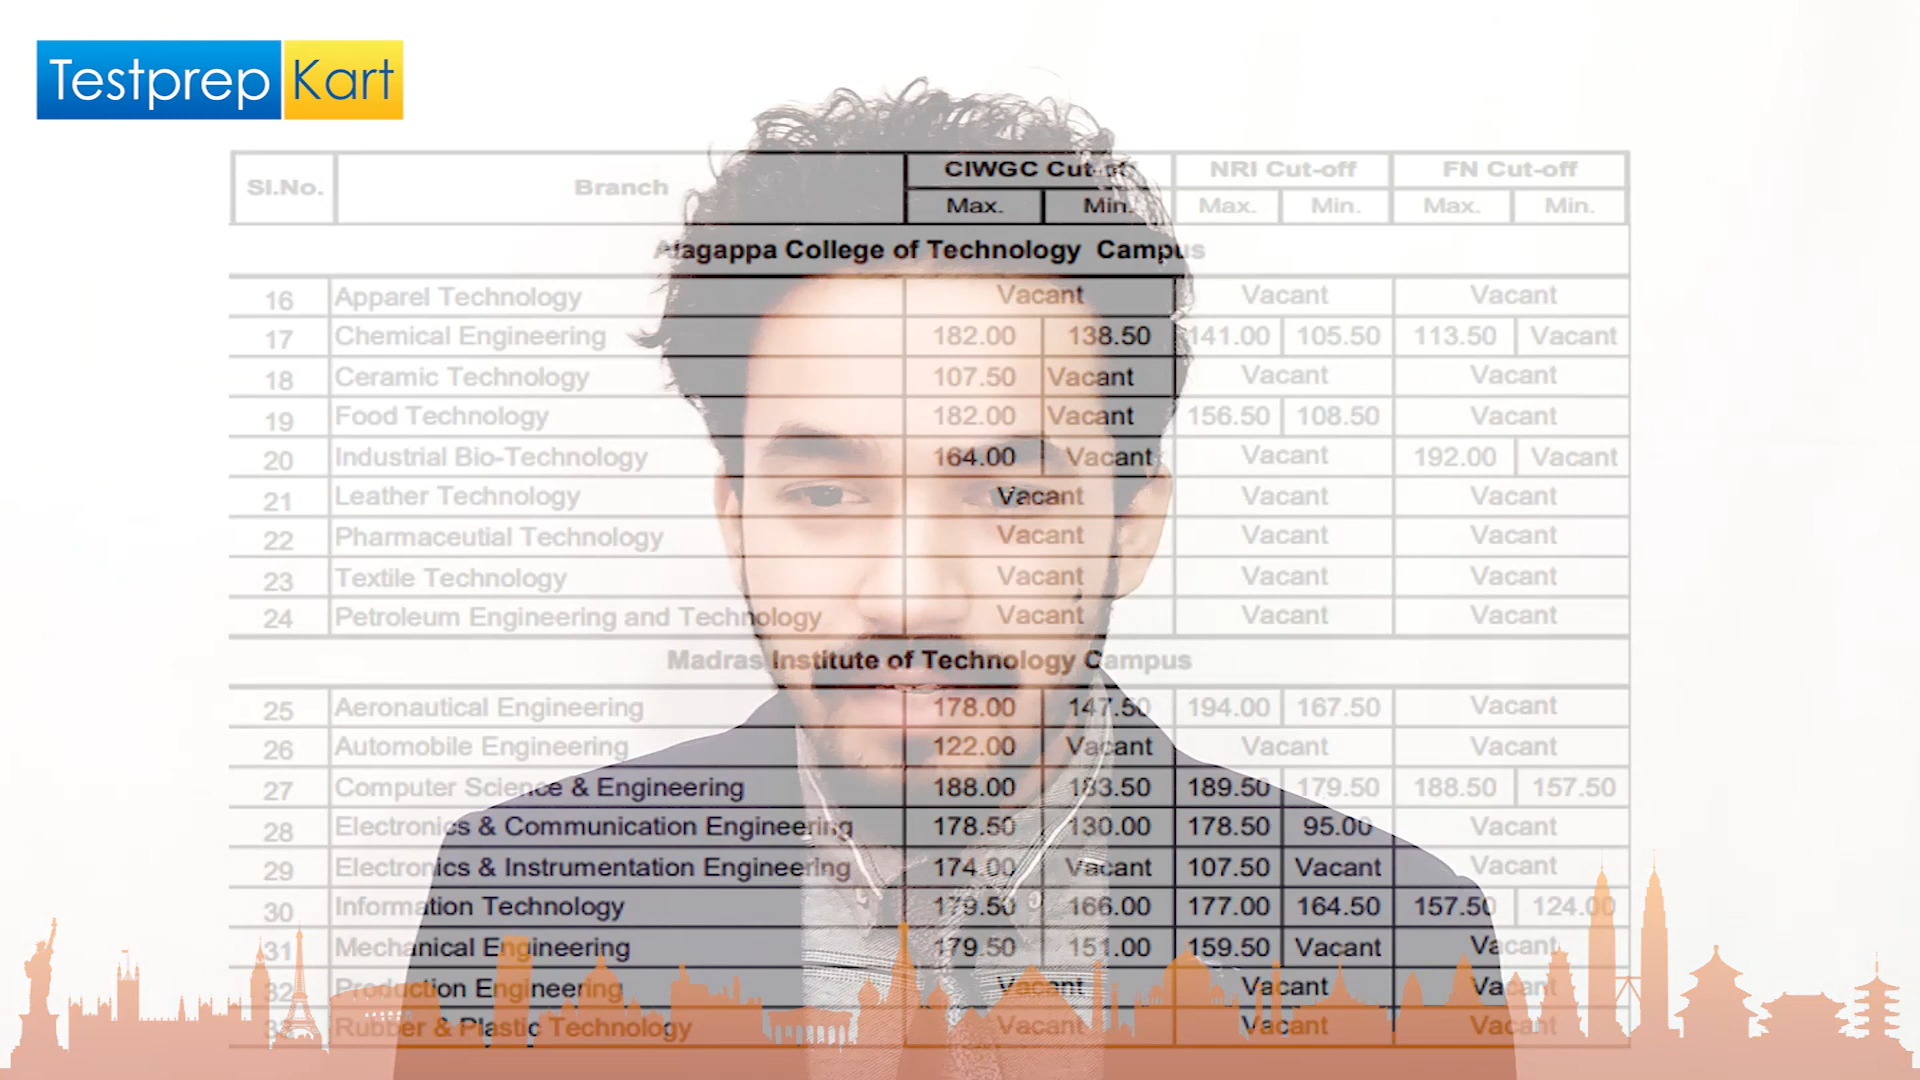 Testprep Kart
Sl.No. Branch CIWGC Cut-off NRI Cut-off FN Cut-off
Max. Min. Max. Min. Max. Min.
Alagappa College of Technology Campus
16 Apparel Technology Vacant Vacant Vacant
17 Chemical Engineering 182.00 138.50 141.00 105.50 113.50 Vacant
18 Ceramic Technology 107.50 Vacant Vacant Vacant
19 Food Technology 182.00 Vacant 156.50 108.50 Vacant
20 Industrial Bio-Technology 164.00 Vacant Vacant 192.00 Vacant
21 Leather Technology Vacant Vacant Vacant
22 Pharmaceutial Technology Vacant Vacant Vacant
23 Textile Technology Vacant Vacant Vacant
24 Petroleum Engineering and Technology Vacant Vacant Vacant
Madras Institute of Technology Campus
25 Aeronautical Engineering 178.00 147.50 194.00 167.50 Vacant
26 Automobile Engineering 122.00 Vacant Vacant Vacant
27 Computer Science & Engineering 188.00 183.50 189.50 179.50 188.50 157.50
28 Electronics & Communication Engineering 178.50 130.00 178.50 95.00 Vacant
29 Electronics & Instrumentation Engineering 174.00 Vacant 107.50 Vacant Vacant
30 Information Technology 179.50 166.00 177.00 164.50 157.50 124.00
31 Mechanical Engineering 179.50 151.00 159.50 Vacant Vacant
32 Production Engineering Vacant Vacant Vacant
33 Rubber & Plastic Technology Vacant Vacant Vacant